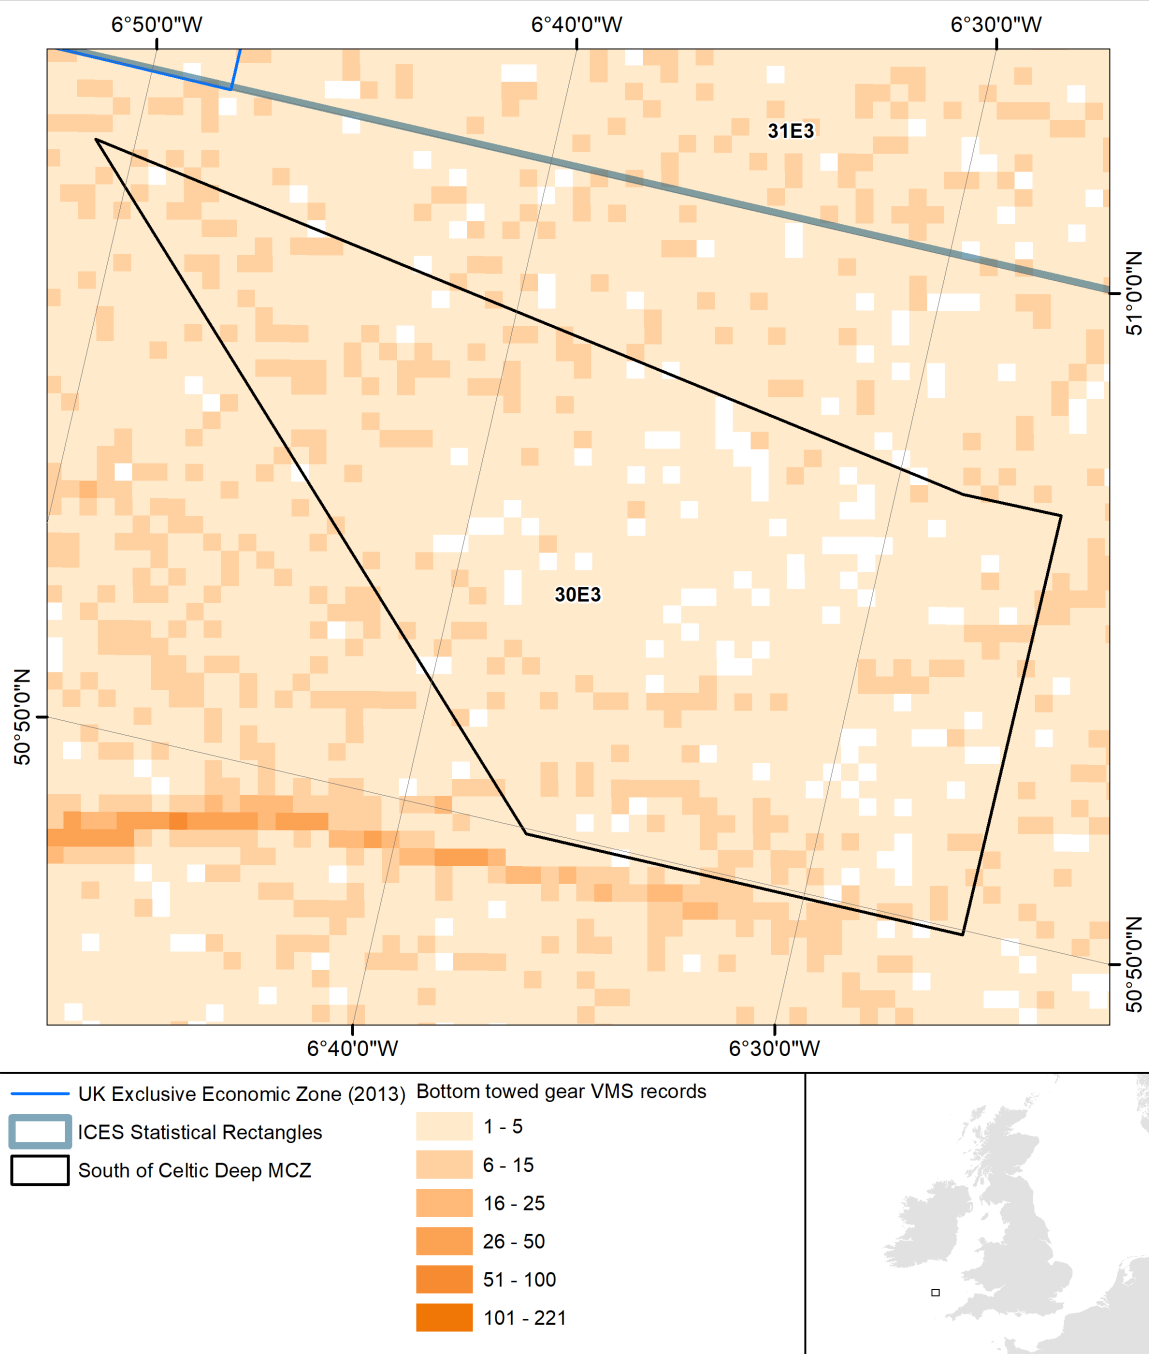 6°50'0"W
6°40'0"W
6°30'0"W
31E3
51°0'0"N
30E3
50°50'0"N
50°50'0"N
6°40'0"W
6°30'0"W
UK Exclusive Economic Zone (2013)
ICES Statistical Rectangles
South of Celtic Deep MCZ
Bottom towed gear VMS records
1 - 5
6 - 15
16 - 25
26 - 50
51 - 100
101 - 221